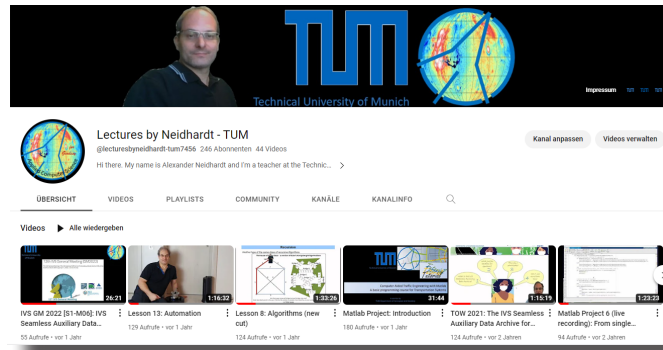 TUM
Technical University of Munich
Impressum
Lectures by Neidhardt - TUM
@lecturesbyneidhardt-tum7456 246 Abonnenten 44 Videos
Hi there. My name is Alexander Neidhardt and I'm a teacher at the Technic...
Kanal anpassen
Videos verwalten
ÜBERSICHT VIDEOS PLAYLISTS COMMUNITY KANÄLE KANALINFO
Videos Alle wiedergeben
26:21
1:16:32
1:33:26
31:44
1:15:19
1:23:23
IVS GM 2022 [S1-M06]: IVS
Seamless Auxiliary Data...
55 Aufrufe • vor 1 Jahr
Lesson 13: Automation
129 Aufrufe • vor 1 Jahr
Lesson 8: Algorithms (new
cut)
124 Aufrufe • vor 1 Jahr
Matlab Project: Introduction
180 Aufrufe • vor 1 Jahr
TOW 2021: The IVS Seamless
Auxiliary Data Archive for...
124 Aufrufe • vor 2 Jahren
Matlab Project 6 (live
recording): From single...
94 Aufrufe • vor 2 Jahren